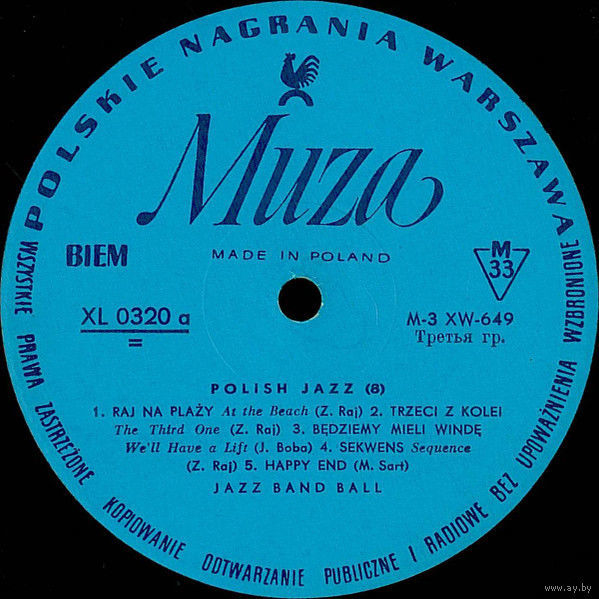 POLSKIE NAGRANIA WARSZAWA
Muza
MADE IN POLAND
BIEM
M
33
XL 0320 a
=
M-3 XW-649
Третья гр.
POLISH JAZZ (8)
1. RAJ NA PLAŻY At the Beach (Z. Raj) 2. TRZECI Z KOLEI
The Third One (Z. Raj) 3. BĘDZIEMY MIELI WINDĘ
We'll Have a Lift (J. Boba) 4. SEKWENS Sequence
(Z. Raj) 5. HAPPY END (M. Sart)
JAZZ BAND BALL
WSZYSTKIE PRAWA ZASTRZEŻONE KOPIOWANIE ODTWARZANIE PUBLICZNE I RADIOWE BEZ UPOWAŻNIENIA WZBRONIONE
www.ay.by